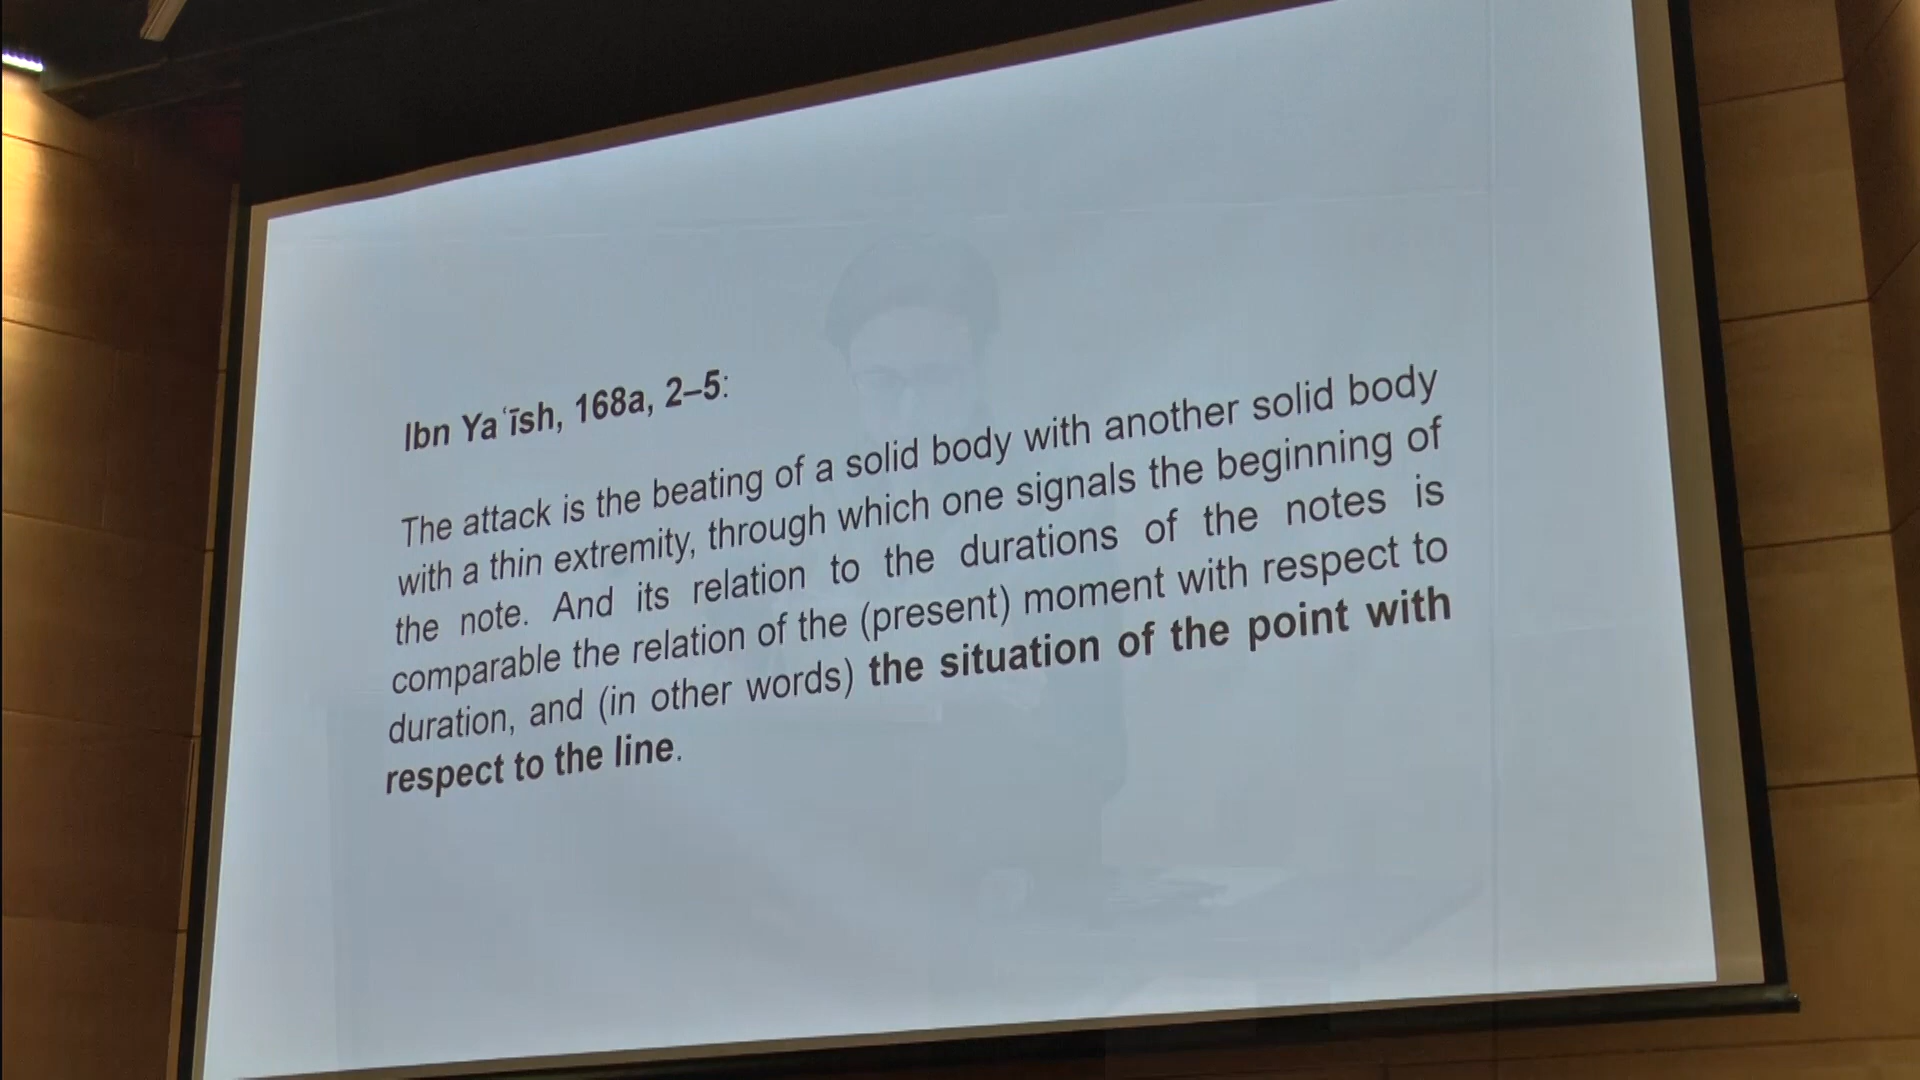 Ibn Yaʿīsh, 168a, 2–5:
The attack is the beating of a solid body with another solid body
with a thin extremity, through which one signals the beginning of
the note. And its relation to the durations of the notes is
comparable the relation of the (present) moment with respect to
duration, and (in other words) the situation of the point with
respect to the line.